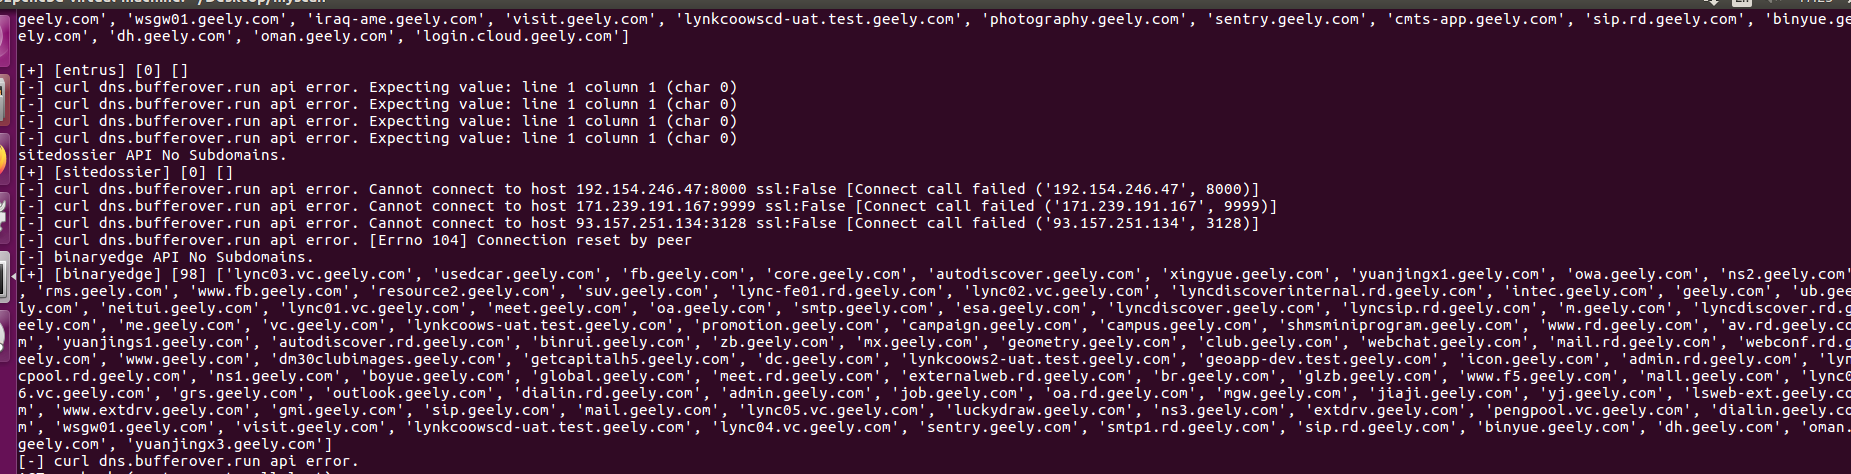 geely.com', 'wsgw01.geely.com', 'iraq-ame.geely.com', 'visit.geely.com', 'lynkcoowscd-uat.test.geely.com', 'photography.geely.com', 'sentry.geely.com', 'cmts-app.geely.com', 'sip.rd.geely.com', 'binyue.ge
ely.com', 'dh.geely.com', 'oman.geely.com', 'login.cloud.geely.com']
[+] [entrus] [0] []
[-] curl dns.bufferover.run api error. Expecting value: line 1 column 1 (char 0)
[-] curl dns.bufferover.run api error. Expecting value: line 1 column 1 (char 0)
[-] curl dns.bufferover.run api error. Expecting value: line 1 column 1 (char 0)
[-] curl dns.bufferover.run api error. Expecting value: line 1 column 1 (char 0)
sitedossier API No Subdomains.
[+] [sitedossier] [0] []
[-] curl dns.bufferover.run api error. Cannot connect to host 192.154.246.47:8000 ssl:False [Connect call failed ('192.154.246.47', 8000)]
[-] curl dns.bufferover.run api error. Cannot connect to host 171.239.191.167:9999 ssl:False [Connect call failed ('171.239.191.167', 9999)]
[-] curl dns.bufferover.run api error. Cannot connect to host 93.157.251.134:3128 ssl:False [Connect call failed ('93.157.251.134', 3128)]
[-] curl dns.bufferover.run api error. [Errno 104] Connection reset by peer
[-] binaryedge API No Subdomains.
[+] [binaryedge] [98] ['lync03.vc.geely.com', 'usedcar.geely.com', 'fb.geely.com', 'core.geely.com', 'autodiscover.geely.com', 'xingyue.geely.com', 'yuanjingx1.geely.com', 'owa.geely.com', 'ns2.geely.com'
, 'rms.geely.com', 'www.fb.geely.com', 'resource2.geely.com', 'suv.geely.com', 'lync-fe01.rd.geely.com', 'lync02.vc.geely.com', 'lyncdiscoverinternal.rd.geely.com', 'intec.geely.com', 'geely.com', 'ub.gee
ly.com', 'neitui.geely.com', 'lync01.vc.geely.com', 'meet.geely.com', 'oa.geely.com', 'smtp.geely.com', 'esa.geely.com', 'lyncdiscover.geely.com', 'lyncsip.rd.geely.com', 'm.geely.com', 'lyncdiscover.rd.g
eely.com', 'me.geely.com', 'vc.geely.com', 'lynkcoows-uat.test.geely.com', 'promotion.geely.com', 'campaign.geely.com', 'campus.geely.com', 'shmsminiprogram.geely.com', 'www.rd.geely.com', 'av.rd.geely.co
m', 'yuanjings1.geely.com', 'autodiscover.rd.geely.com', 'binrui.geely.com', 'zb.geely.com', 'mx.geely.com', 'geometry.geely.com', 'club.geely.com', 'webchat.geely.com', 'mail.rd.geely.com', 'webconf.rd.g
eely.com', 'www.geely.com', 'dm30clubimages.geely.com', 'getcapitalh5.geely.com', 'dc.geely.com', 'lynkcoows2-uat.test.geely.com', 'geoapp-dev.test.geely.com', 'icon.geely.com', 'admin.rd.geely.com', 'lyn
cpool.rd.geely.com', 'ns1.geely.com', 'boyue.geely.com', 'global.geely.com', 'meet.rd.geely.com', 'externalweb.rd.geely.com', 'br.geely.com', 'glzb.geely.com', 'www.f5.geely.com', 'mall.geely.com', 'lync0
6.vc.geely.com', 'grs.geely.com', 'outlook.geely.com', 'dialin.rd.geely.com', 'admin.geely.com', 'job.geely.com', 'oa.rd.geely.com', 'mgw.geely.com', 'jiaji.geely.com', 'yj.geely.com', 'lsweb-ext.geely.co
m', 'www.extdrv.geely.com', 'gmi.geely.com', 'sip.geely.com', 'mail.geely.com', 'lync05.vc.geely.com', 'luckydraw.geely.com', 'ns3.geely.com', 'extdrv.geely.com', 'pengpool.vc.geely.com', 'dialin.geely.co
m', 'wsgw01.geely.com', 'visit.geely.com', 'lynkcoowscd-uat.test.geely.com', 'lync04.vc.geely.com', 'sentry.geely.com', 'smtp1.rd.geely.com', 'sip.rd.geely.com', 'binyue.geely.com', 'dh.geely.com', 'oman.
geely.com', 'yuanjingx3.geely.com']
[-] curl dns.bufferover.run api error.